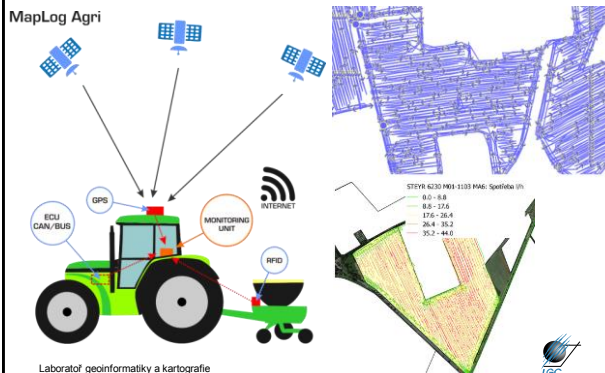 MapLog Agri
INTERNET
GPS
ECU
CAN/BUS
MONITORING
UNIT
RFID
Laboratoř geoinformatiky a kartografie
STEYR 6230 M01-1103 MA6: Spotřeba l/h
0.0 - 8.8
8.8 - 17.6
17.6 - 26.4
26.4 - 35.2
35.2 - 44.0
LGC